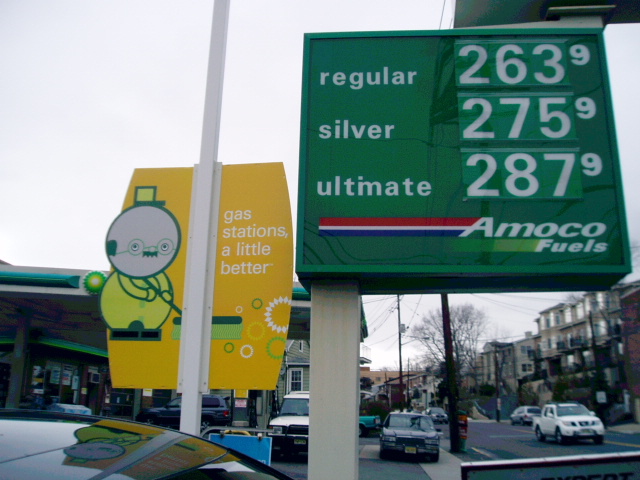 regular 263 9
silver 275 9
ultimate 287 9
Amoco
Fuels
gas
stations,
a little
better